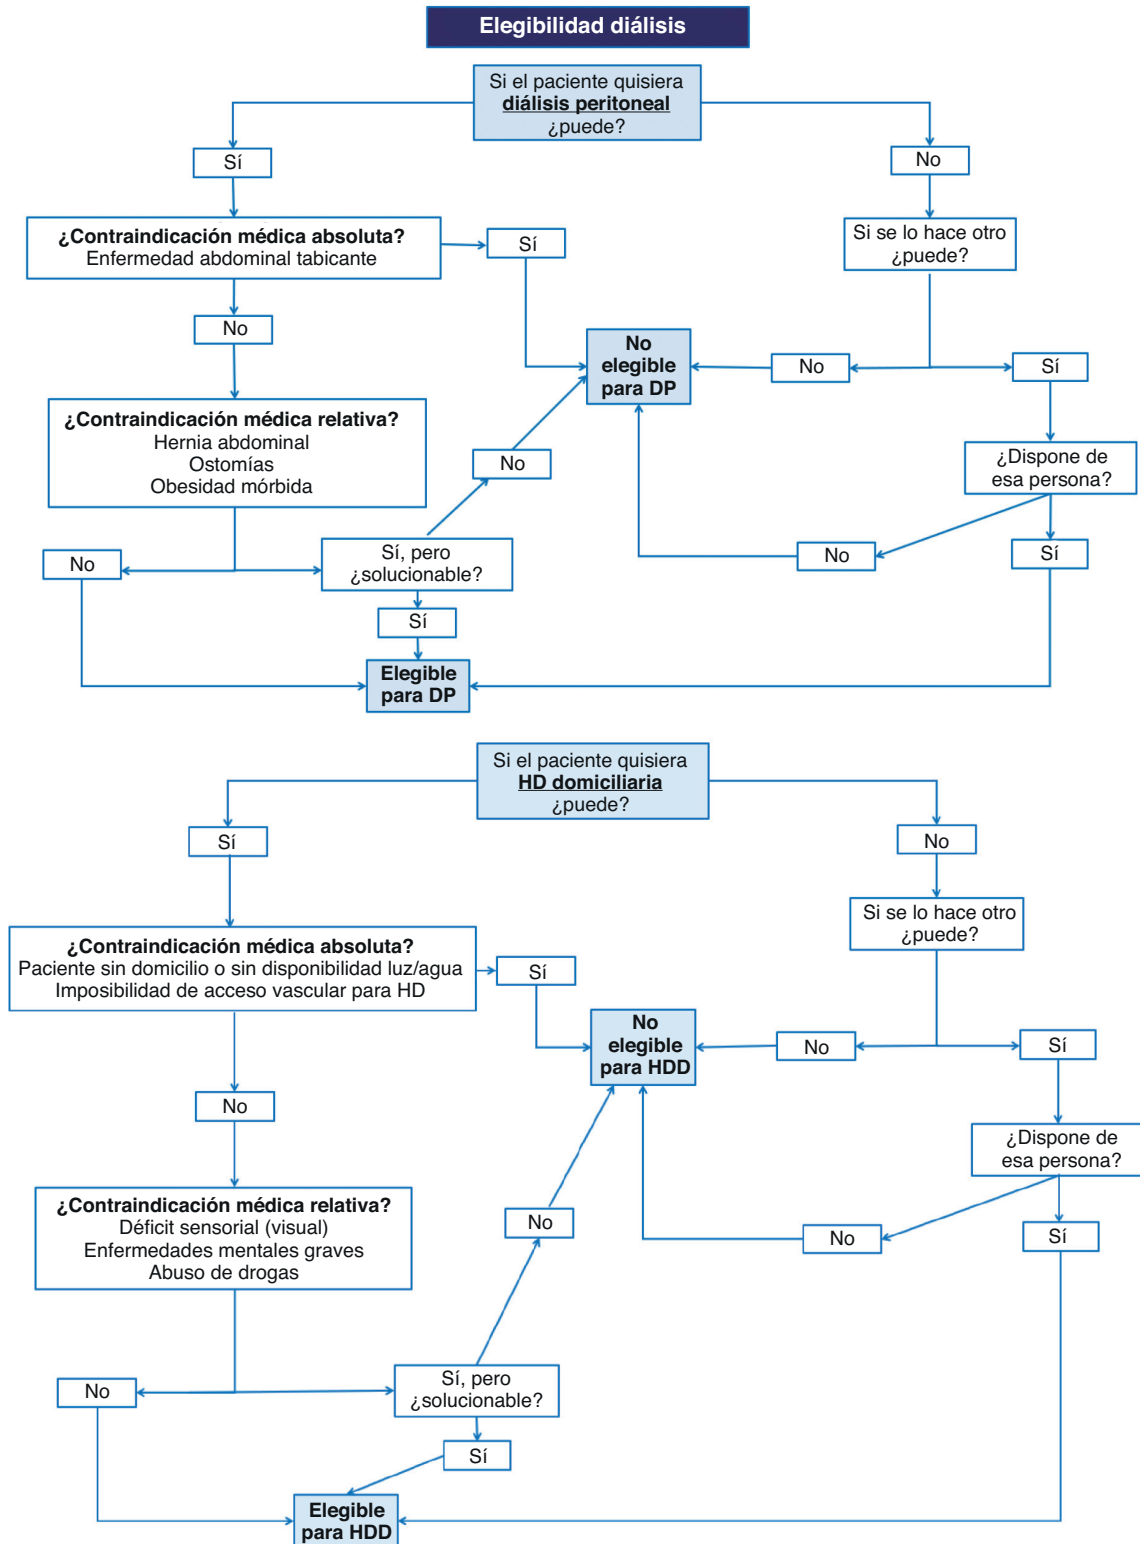 Elegibilidad diálisis
Si el paciente quisiera
diálisis peritoneal
¿puede?
Sí
No
¿Contraindicación médica absoluta?
Enfermedad abdominal tabicante
Sí
Si se lo hace otro
¿puede?
No
No
elegible
para DP
No
Sí
¿Contraindicación médica relativa?
Hernia abdominal
Ostomías
Obesidad mórbida
No
¿Dispone de
esa persona?
No
Sí, pero
¿solucionable?
No
Sí
Sí
Elegible
para DP
Si el paciente quisiera
HD domiciliaria
¿puede?
Sí
No
¿Contraindicación médica absoluta?
Paciente sin domicilio o sin disponibilidad luz/agua
Imposibilidad de acceso vascular para HD
Sí
Si se lo hace otro
¿puede?
No
elegible
para HDD
No
Sí
No
¿Dispone de
esa persona?
¿Contraindicación médica relativa?
Déficit sensorial (visual)
Enfermedades mentales graves
Abuso de drogas
No
No
Sí
No
Sí, pero
¿solucionable?
Sí
Elegible
para HDD